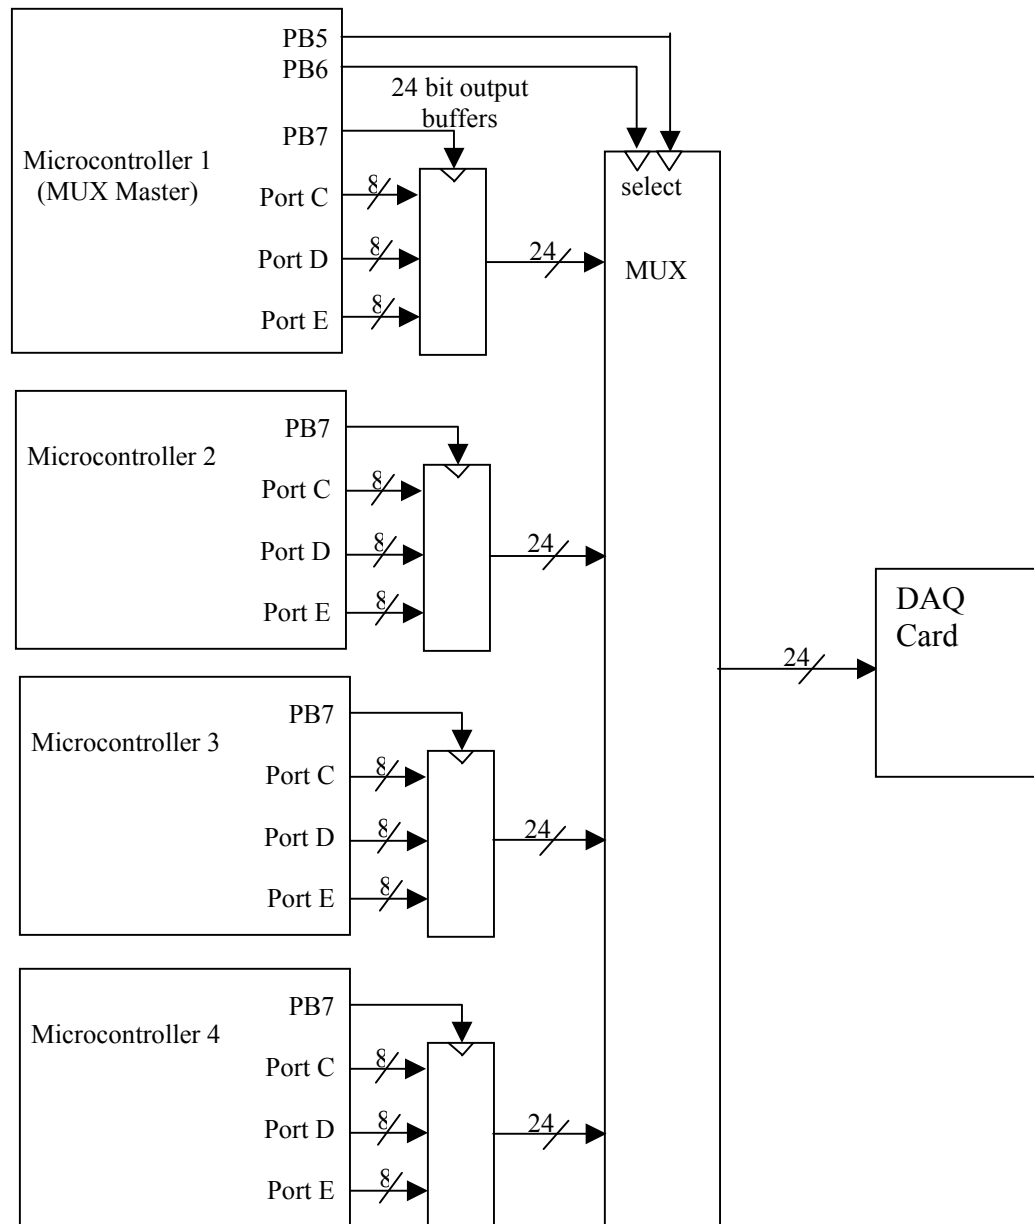 PB5
PB6
24 bit output
buffers
PB7
Microcontroller 1
(MUX Master)
Port C
8
Port D
8
Port E
8
24
select
MUX
PB7
Microcontroller 2
Port C
8
Port D
8
Port E
8
24
DAQ
Card
24
PB7
Microcontroller 3
Port C
8
Port D
8
Port E
8
24
PB7
Microcontroller 4
Port C
8
Port D
8
Port E
8
24